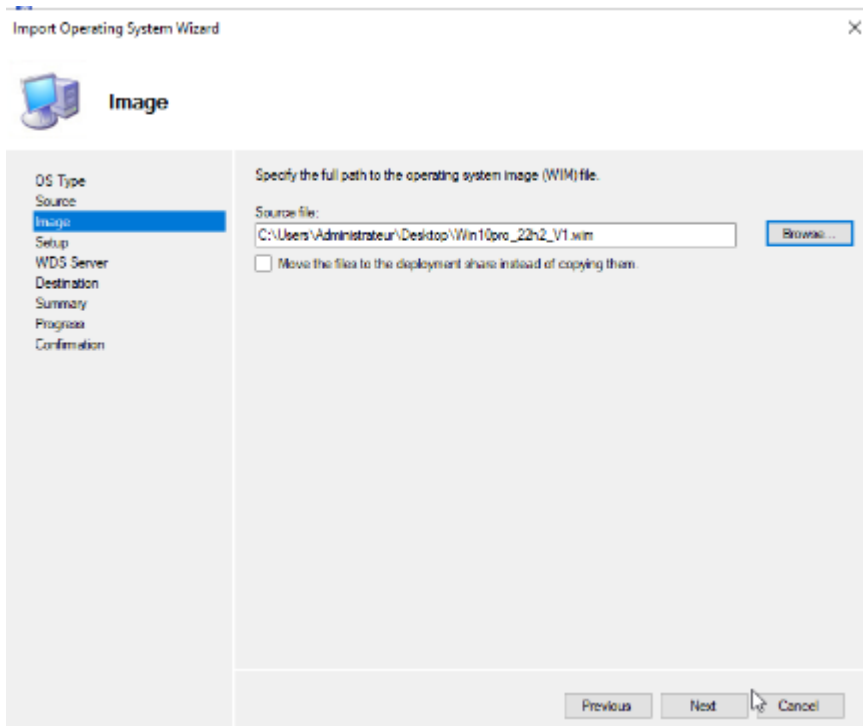 Import Operating System Wizard
Image
OS Type
Source
Image
Setup
WDS Server
Destination
Summary
Progress
Confirmation
Specify the full path to the operating system image (WIM) file.
Source file:
C:\Users\Administrateur\Desktop\Win10pro_22h2_V1.wim
Browse...
Move the files to the deployment share instead of copying them.
Previous
Next
Cancel